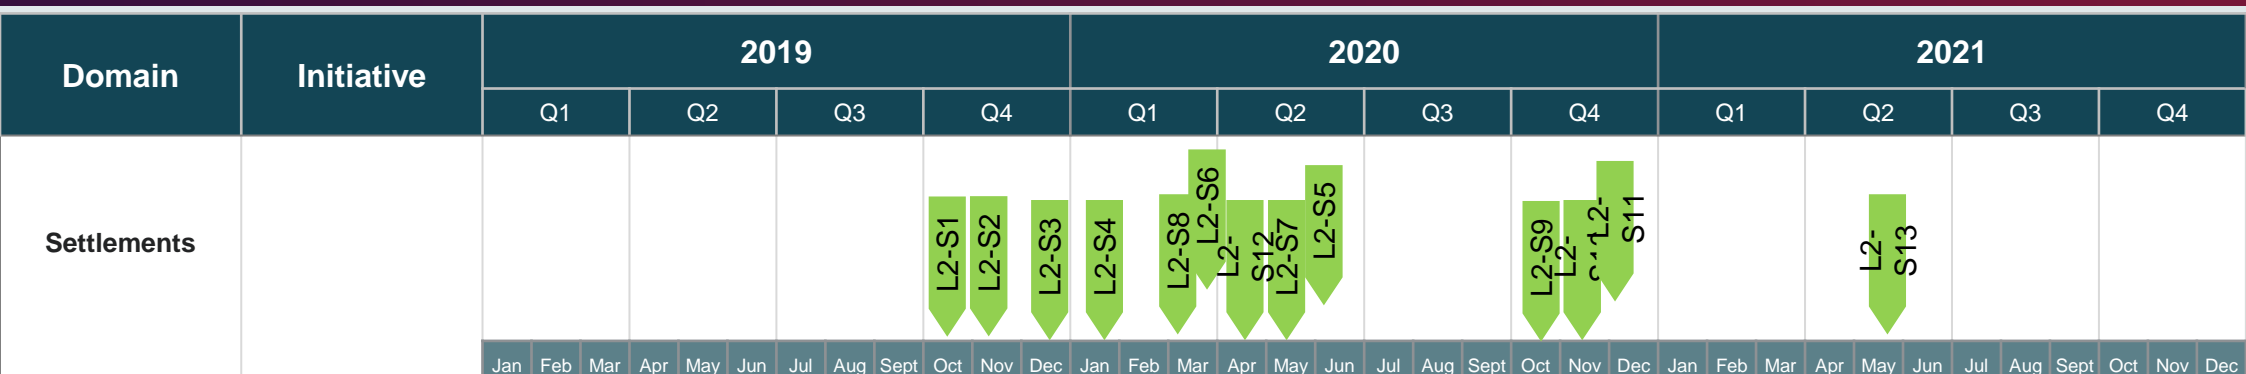 Domain
Initiative
2019
2020
2021
Q1 Q2 Q3 Q4 Q1 Q2 Q3 Q4 Q1 Q2 Q3 Q4
Settlements
L2-S1
L2-S2
L2-S3
L2-S4
L2-S8
L2-S6
L2-
S12
L2-S7
L2-S5
L2-S9
L2-
L2-
S11
L2-
S13
Jan Feb Mar Apr May Jun Jul Aug Sept Oct Nov Dec Jan Feb Mar Apr May Jun Jul Aug Sept Oct Nov Dec Jan Feb Mar Apr May Jun Jul Aug Sept Oct Nov Dec